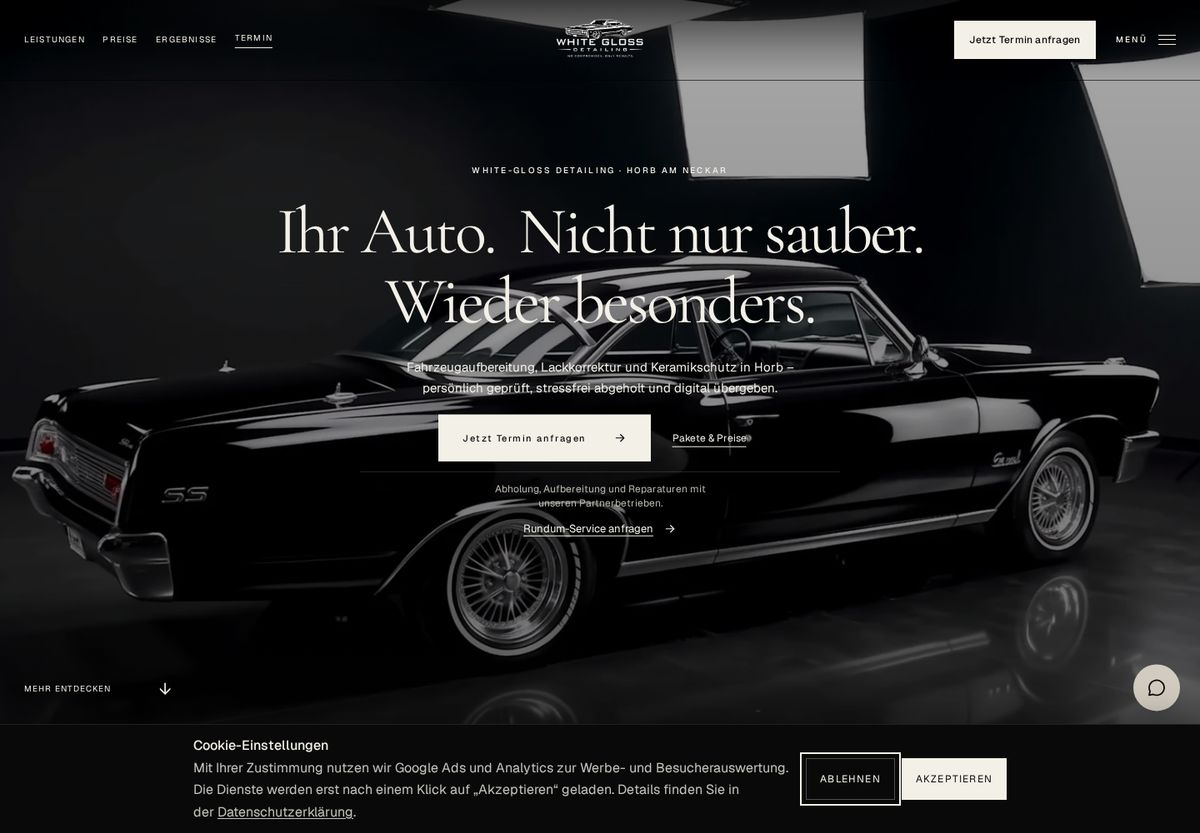 LEISTUNGEN PREISE ERGEBNISSE TERMIN
WHITE GLOSS
DETAILING
NO COMPROMISES. ONLY RESULTS.
Jetzt Termin anfragen
MENÜ
WHITE-GLOSS DETAILING · HORB AM NECKAR
Ihr Auto. Nicht nur sauber.
Wieder besonders.
Fahrzeugaufbereitung, Lackkorrektur und Keramikschutz in Horb –
persönlich geprüft, stressfrei abgeholt und digital übergeben.
Jetzt Termin anfragen →
Pakete & Preise
Abholung, Aufbereitung und Reparaturen mit
unseren Partnerbetrieben.
Rundum-Service anfragen →
SS
MEHR ENTDECKEN ↓
Cookie-Einstellungen
Mit Ihrer Zustimmung nutzen wir Google Ads und Analytics zur Werbe- und Besucherauswertung.
Die Dienste werden erst nach einem Klick auf „Akzeptieren“ geladen. Details finden Sie in
der Datenschutzerklärung.
ABLEHNEN
AKZEPTIEREN